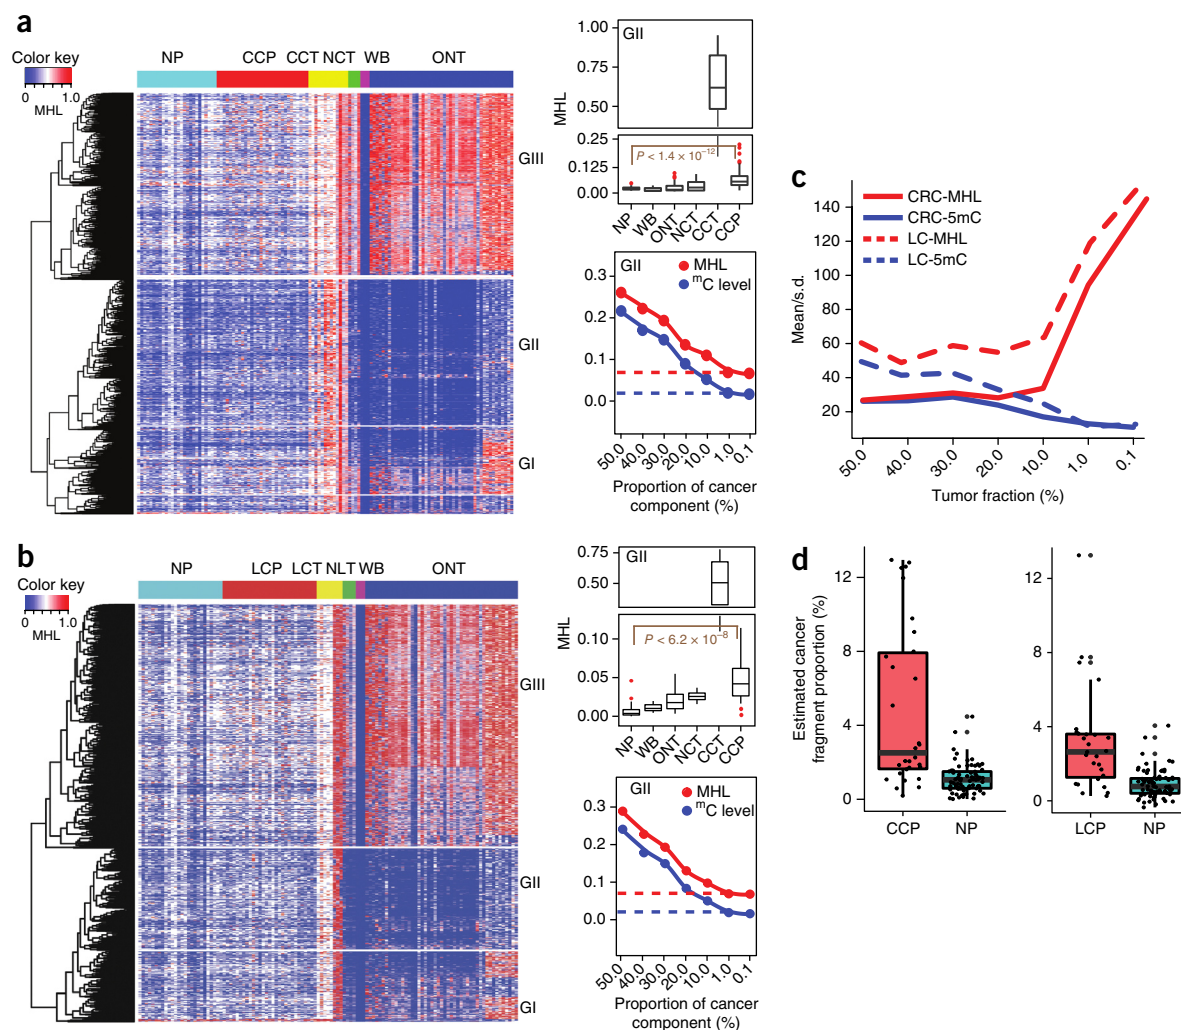 a
Color key
0 1.0
MHL
NP CCP CCT NCT WB ONT
GIII
GII
GI
GII
1.00
0.75
0.50
MHL
0.25
0.125
0.00
P < 1.4 × 10⁻¹²
NP WB ONT NCT CCT CCP
GII
MHL
ᵐC level
0.3
0.2
0.1
0.0
50.0 40.0 30.0 20.0 10.0 1.0 0.1
Proportion of cancer
component (%)
c
CRC-MHL
CRC-5mC
LC-MHL
LC-5mC
Mean/s.d.
140
120
100
80
60
40
20
50.0 40.0 30.0 20.0 10.0 1.0 0.1
Tumor fraction (%)
b
Color key
0 1.0
MHL
NP LCP LCT NLT WB ONT
GIII
GII
GI
GII
0.75
0.50
MHL
0.10
0.05
0.00
P < 6.2 × 10⁻⁸
NP WB ONT NCT CCT CCP
GII
MHL
ᵐC level
0.3
0.2
0.1
0.0
50.0 40.0 30.0 20.0 10.0 1.0 0.1
Proportion of cancer
component (%)
d
Estimated cancer
fragment proportion (%)
12
8
4
0
CCP NP
12
8
4
0
LCP NP